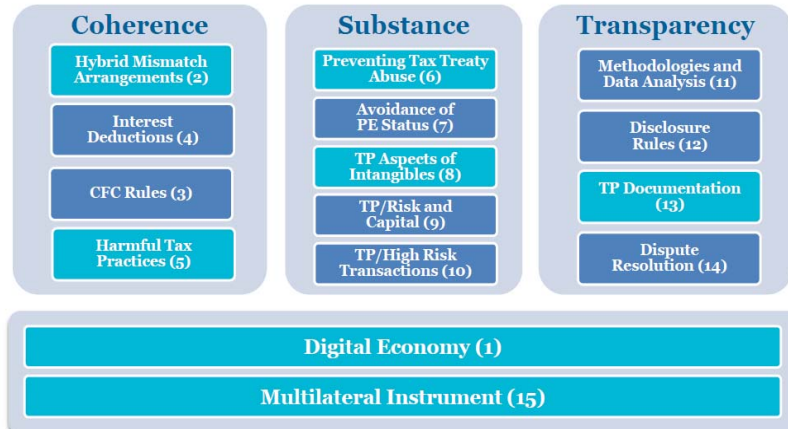 Coherence
Hybrid Mismatch
Arrangements (2)
Interest
Deductions (4)
CFC Rules (3)
Harmful Tax
Practices (5)
Substance
Preventing Tax Treaty
Abuse (6)
Avoidance of
PE Status (7)
TP Aspects of
Intangibles (8)
TP/Risk and
Capital (9)
TP/High Risk
Transactions (10)
Transparency
Methodologies and
Data Analysis (11)
Disclosure
Rules (12)
TP Documentation
(13)
Dispute
Resolution (14)
Digital Economy (1)
Multilateral Instrument (15)